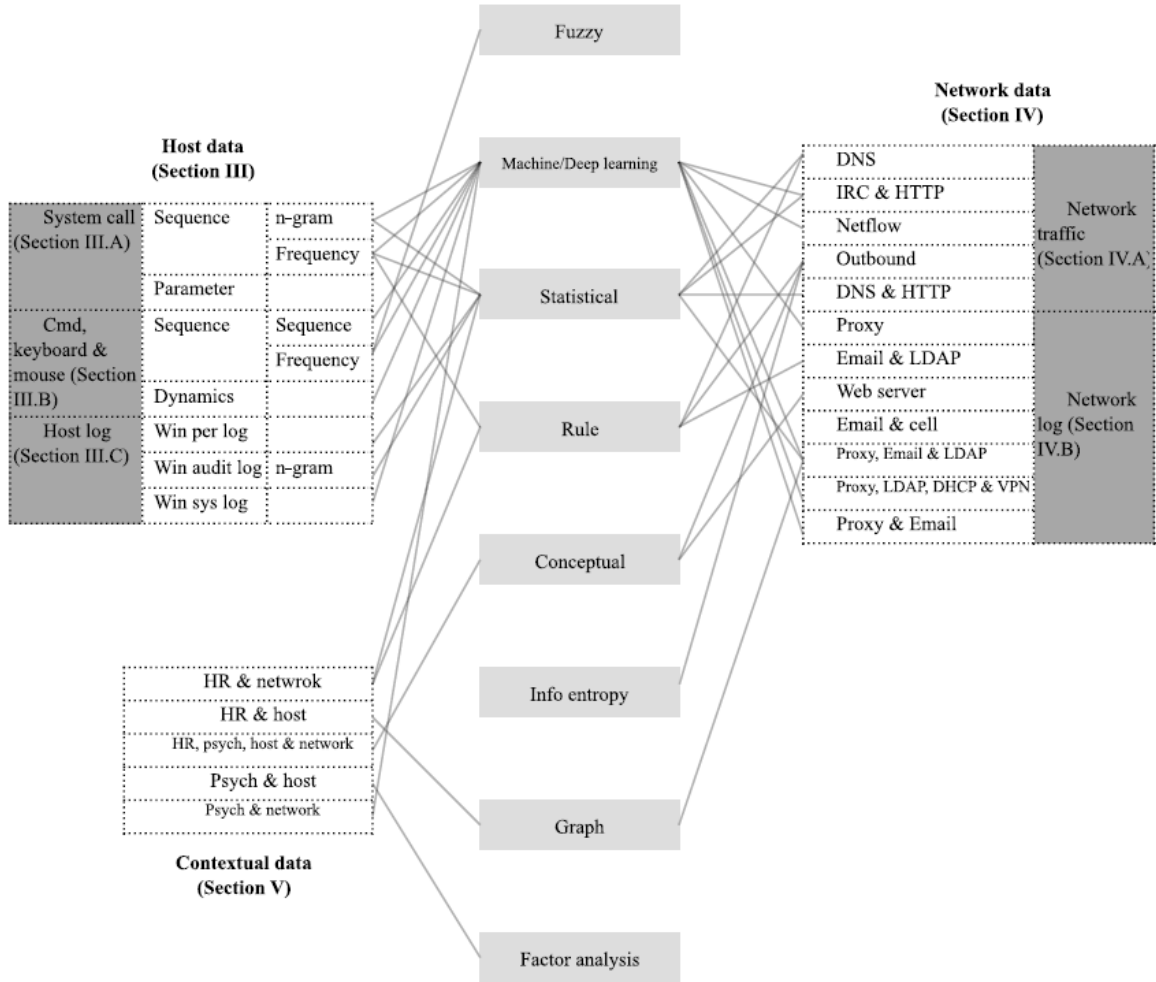 Fuzzy
Machine/Deep learning
Statistical
Rule
Conceptual
Info entropy
Graph
Factor analysis
Host data
(Section III)
System call
(Section III.A)
Sequence
n-gram
Frequency
Parameter
Cmd,
keyboard &
mouse (Section
III.B)
Sequence
Sequence
Frequency
Dynamics
Host log
(Section III.C)
Win per log
Win audit log
n-gram
Win sys log
HR & netwrok
HR & host
HR, psych, host & network
Psych & host
Psych & network
Contextual data
(Section V)
Network data
(Section IV)
DNS
IRC & HTTP
Netflow
Outbound
DNS & HTTP
Network
traffic
(Section IV.A)
Proxy
Email & LDAP
Web server
Email & cell
Proxy, Email & LDAP
Proxy, LDAP, DHCP & VPN
Proxy & Email
Network
log (Section
IV.B)